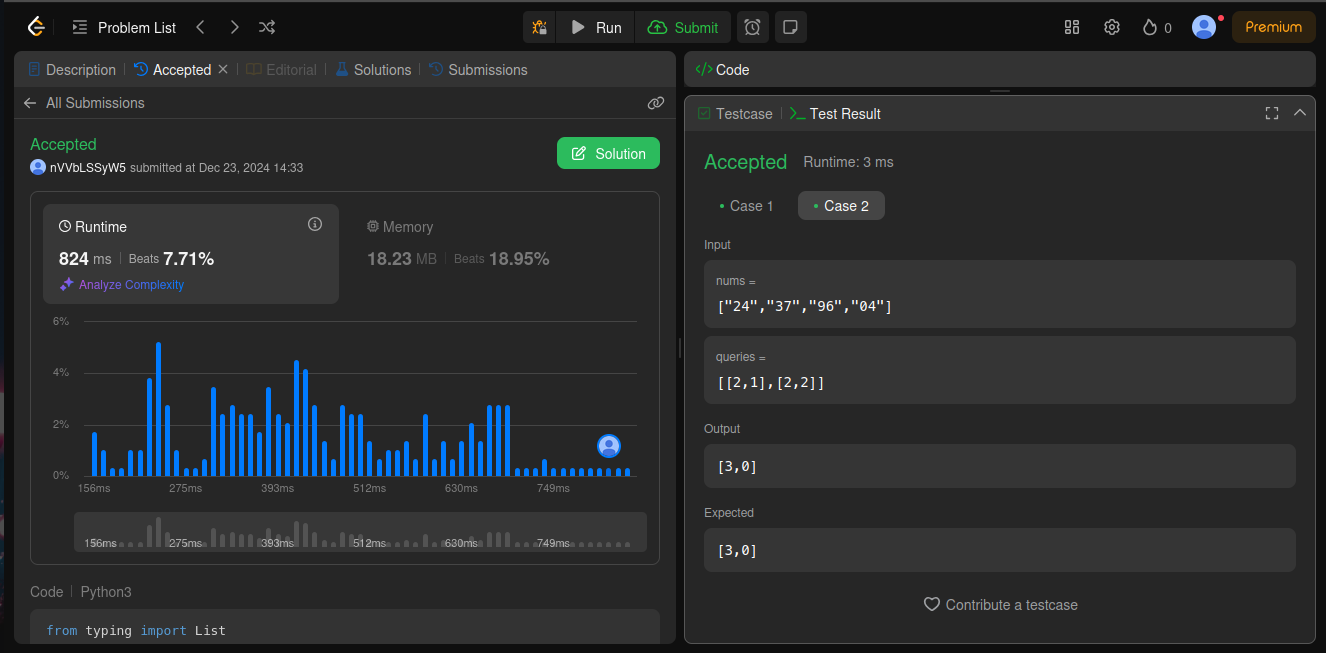 Problem List
Run
Submit
0
Premium
Description
Accepted
Editorial
Solutions
Submissions
All Submissions
Accepted
nVVbLSSyW5 submitted at Dec 23, 2024 14:33
Solution
Runtime
824 ms | Beats 7.71%
Analyze Complexity
Memory
18.23 MB | Beats 18.95%
6%
4%
2%
0%
156ms 275ms 393ms 512ms 630ms 749ms
156ms 275ms 393ms 512ms 630ms 749ms
Code | Python3
from typing import List
</> Code
Testcase
Test Result
Accepted Runtime: 3 ms
Case 1
Case 2
Input
nums =
["24","37","96","04"]
queries =
[[2,1],[2,2]]
Output
[3,0]
Expected
[3,0]
Contribute a testcase